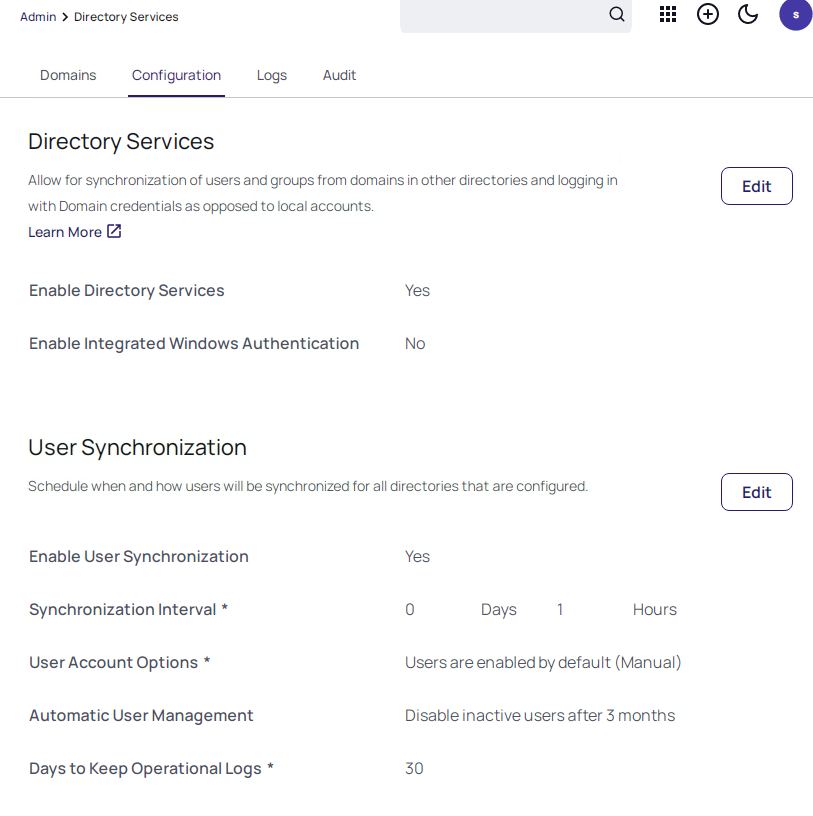 Admin > Directory Services
s
Domains Configuration Logs Audit
Directory Services
Allow for synchronization of users and groups from domains in other directories and logging in
with Domain credentials as opposed to local accounts.
Edit
Learn More
Enable Directory Services Yes
Enable Integrated Windows Authentication No
User Synchronization
Schedule when and how users will be synchronized for all directories that are configured.
Edit
Enable User Synchronization Yes
Synchronization Interval * 0 Days 1 Hours
User Account Options * Users are enabled by default (Manual)
Automatic User Management Disable inactive users after 3 months
Days to Keep Operational Logs * 30